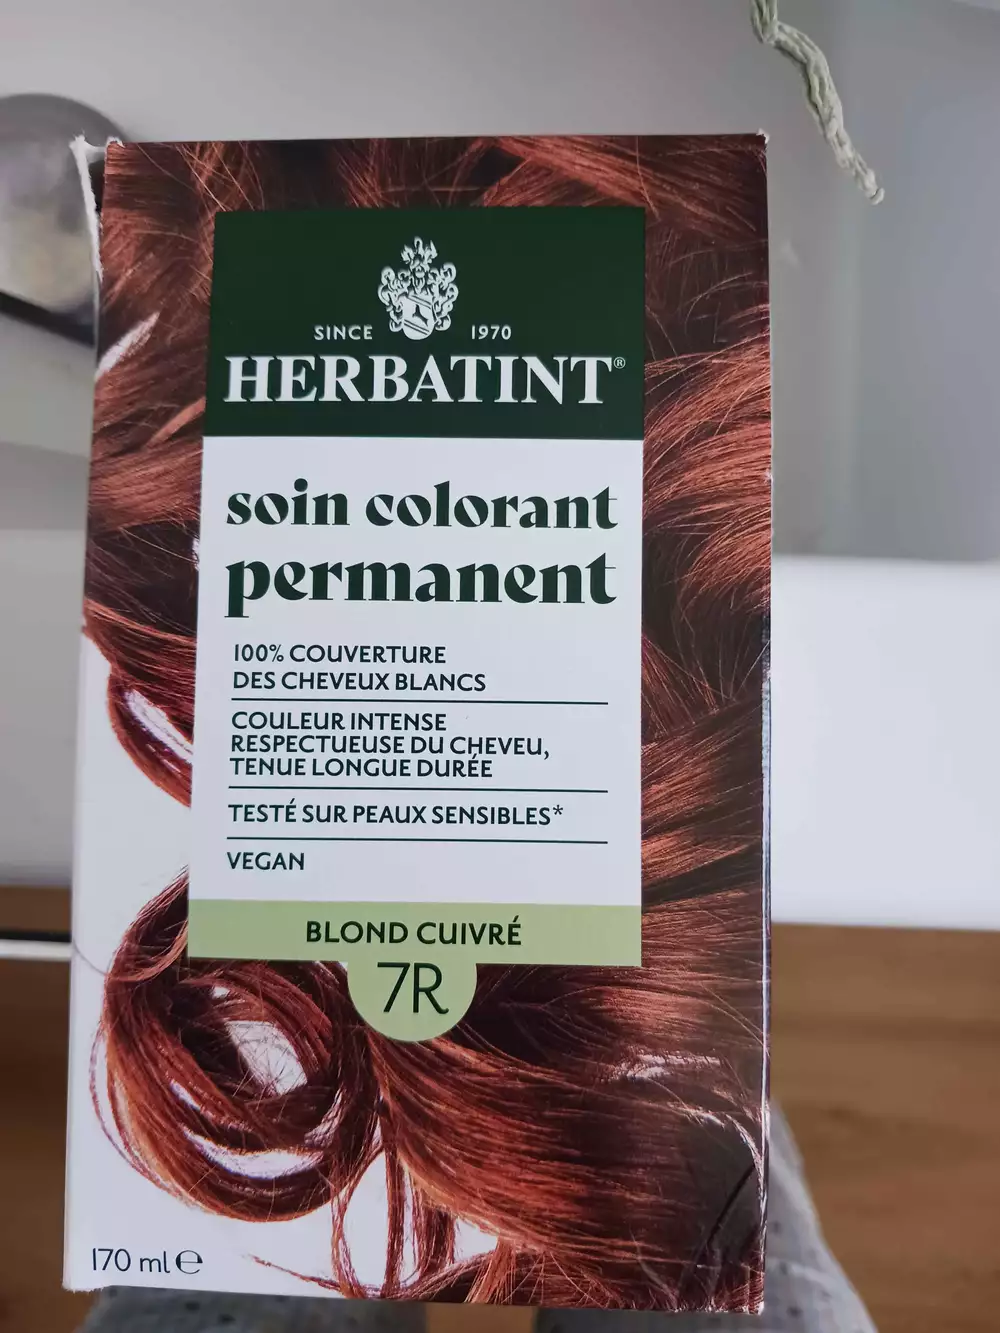 SINCE 1970
HERBATINT®
soin colorant
permanent
100% COUVERTURE
DES CHEVEUX BLANCS
COULEUR INTENSE
RESPECTUEUSE DU CHEVEU,
TENUE LONGUE DURÉE
TESTÉ SUR PEAUX SENSIBLES*
VEGAN
BLOND CUIVRÉ
7R
170 ml ℮